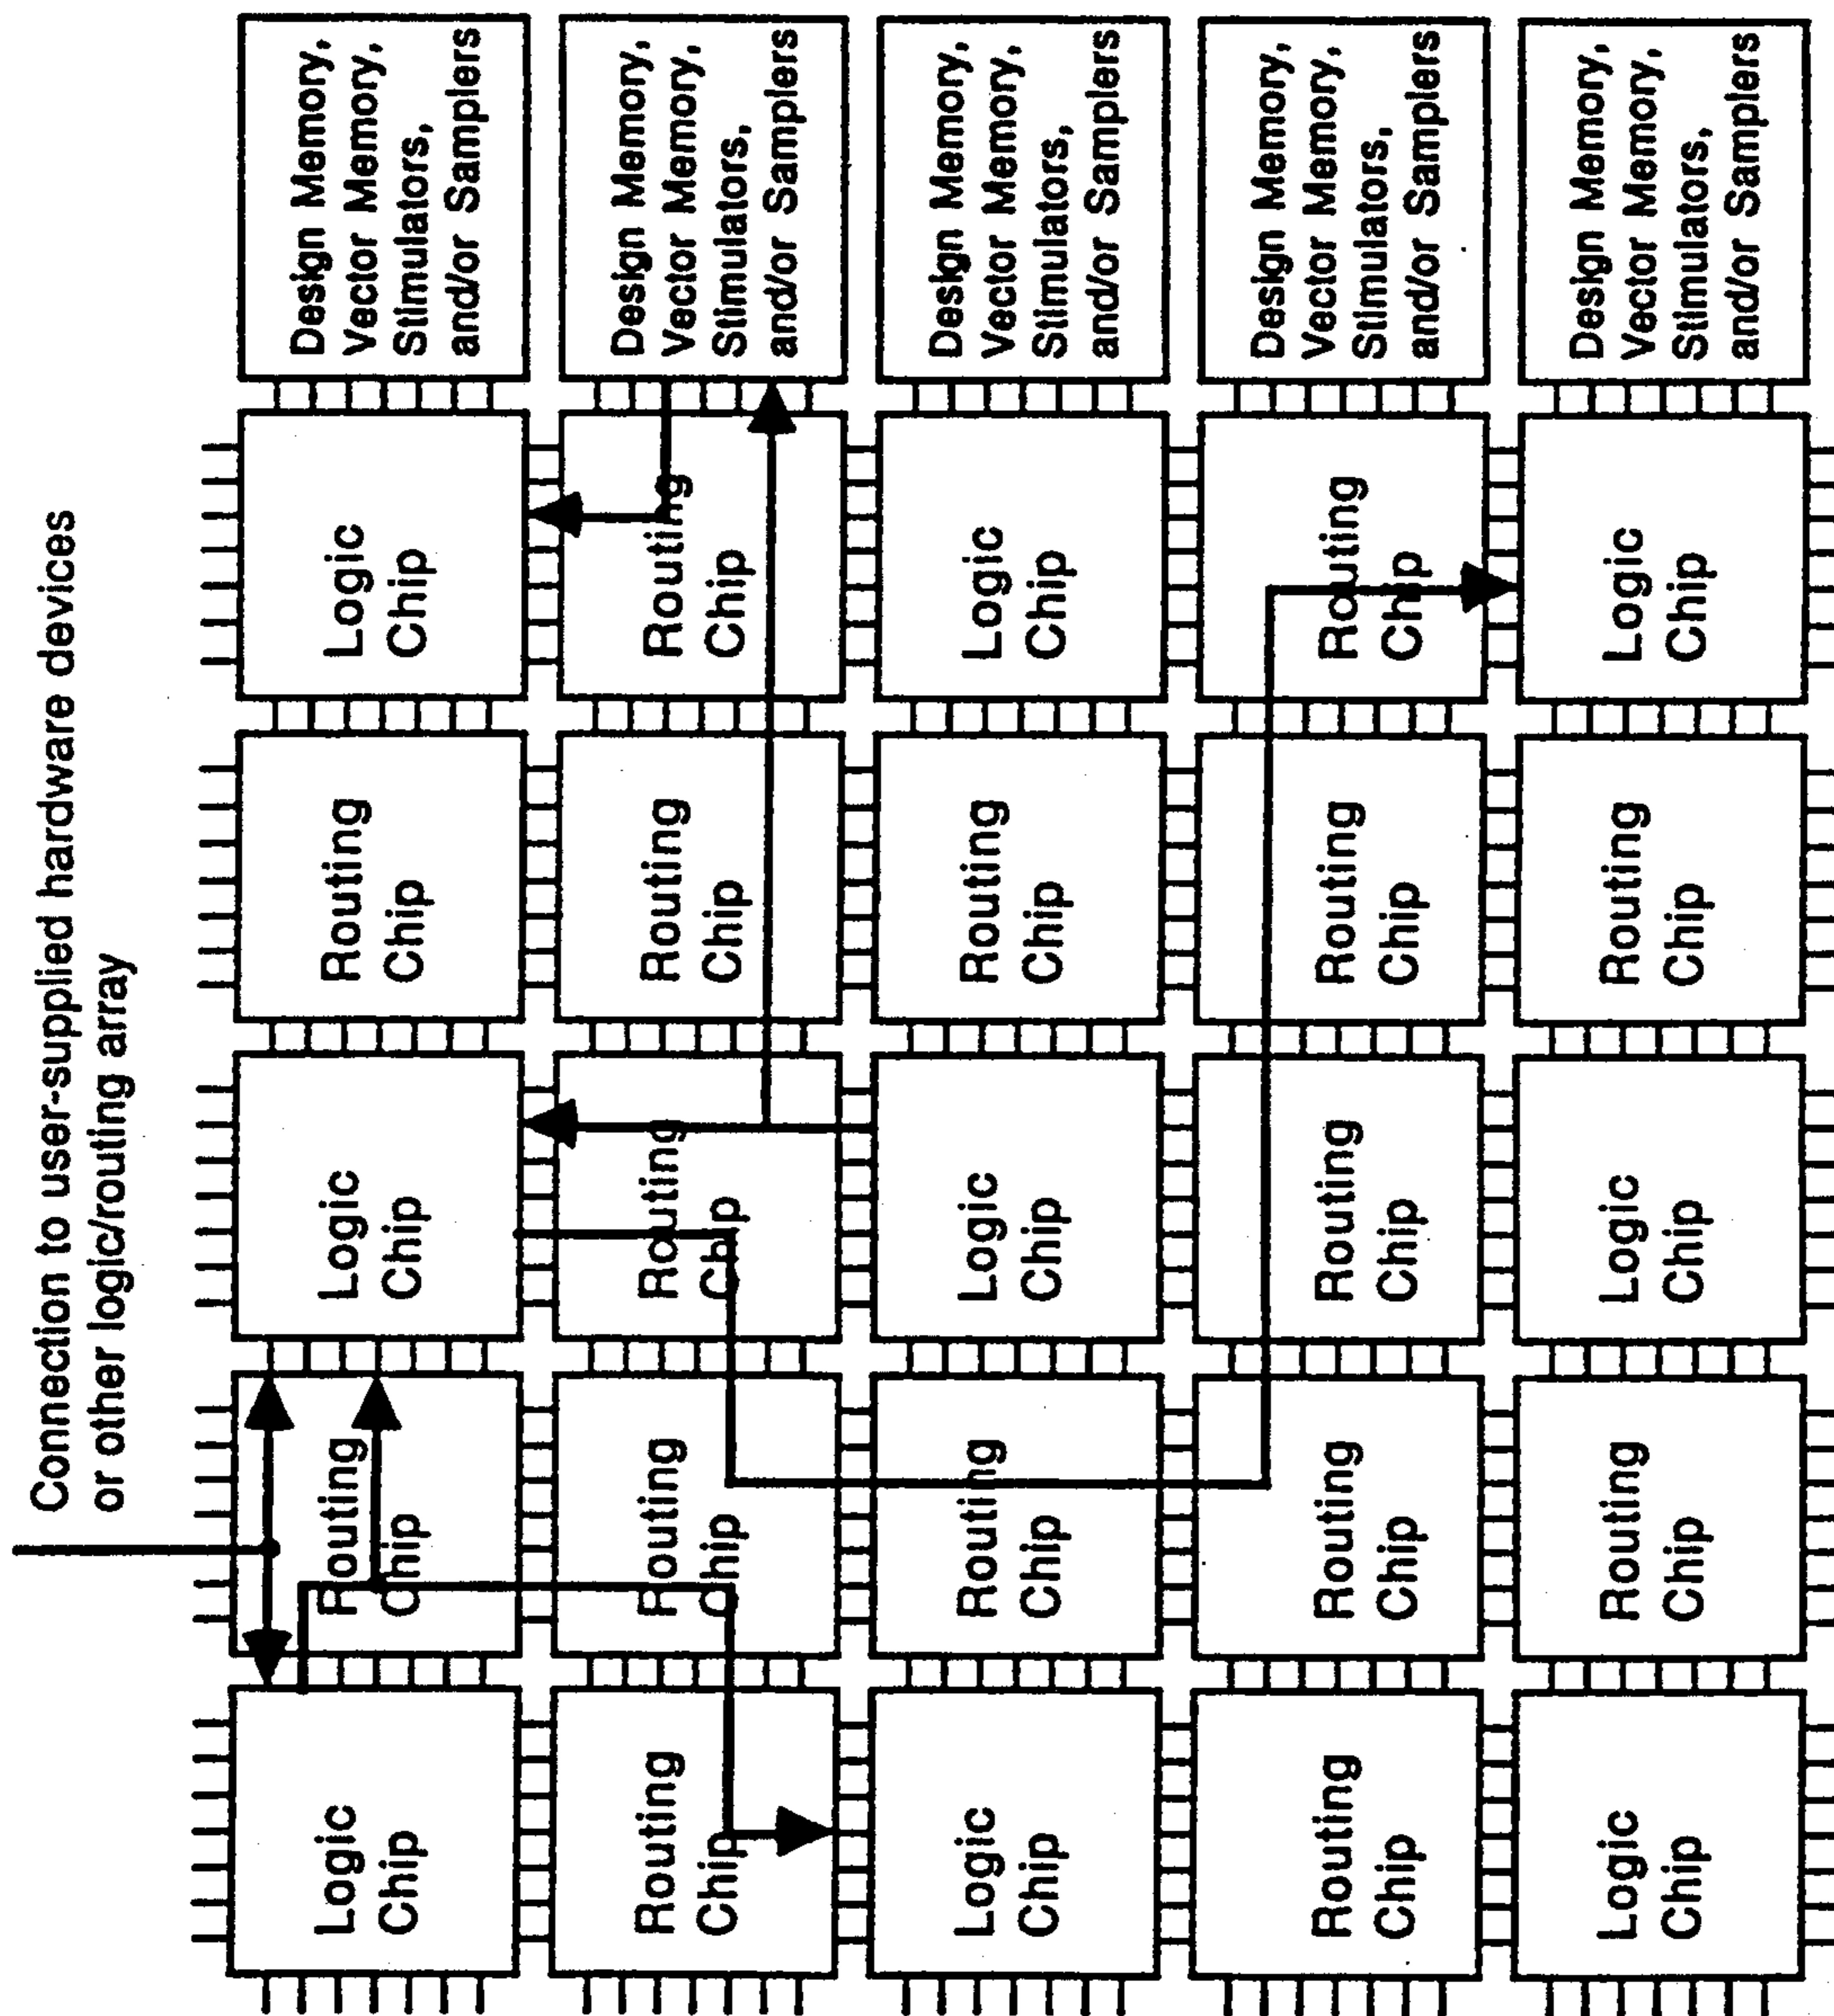 Connection to user-supplied hardware devices
or other logic/routing array
Logic
Chip
Routing
Chip
Logic
Chip
Routing
Chip
Logic
Chip
Design Memory,
Vector Memory,
Stimulators,
and/or Samplers
Routing
Chip
Routing
Chip
Routing
Chip
Routing
Chip
Routing
Chip
Design Memory,
Vector Memory,
Stimulators,
and/or Samplers
Logic
Chip
Routing
Chip
Logic
Chip
Routing
Chip
Logic
Chip
Design Memory,
Vector Memory,
Stimulators,
and/or Samplers
Routing
Chip
Routing
Chip
Routing
Chip
Routing
Chip
Routing
Chip
Design Memory,
Vector Memory,
Stimulators,
and/or Samplers
Logic
Chip
Routing
Chip
Logic
Chip
Routing
Chip
Logic
Chip
Design Memory,
Vector Memory,
Stimulators,
and/or Samplers